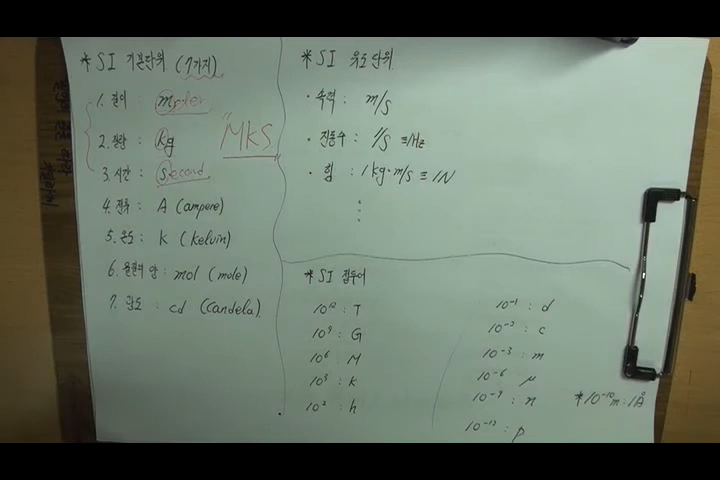 *SI 기본단위 (7가지)
1. 길이 meter
2. 질량 : kg
3. 시간 : second
"MKS"
4. 전류 : A (ampere)
5. 온도 : K (kelvin)
6. 물질의 양 : mol (mole)
7. 광도 : cd (candela)
*SI 유도단위
· 속력 : m/s
· 진동수 : 1/s ≡ 1Hz
· 힘 : 1kg·m/s ≡ 1N
⋮
*SI 접두어
10¹² : T
10⁹ : G
10⁶ : M
10³ : k
10² : h
10⁻¹ : d
10⁻² : c
10⁻³ : m
10⁻⁶ μ
10⁻⁹ : n
10⁻¹² : p
*10⁻¹⁰m : 1Å